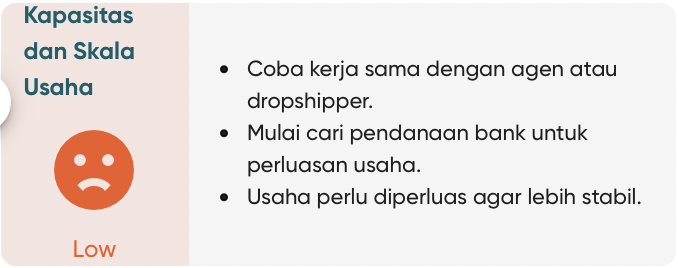 Kapasitas
dan Skala
Usaha
Low
• Coba kerja sama dengan agen atau
dropshipper.
• Mulai cari pendanaan bank untuk
perluasan usaha.
• Usaha perlu diperluas agar lebih stabil.